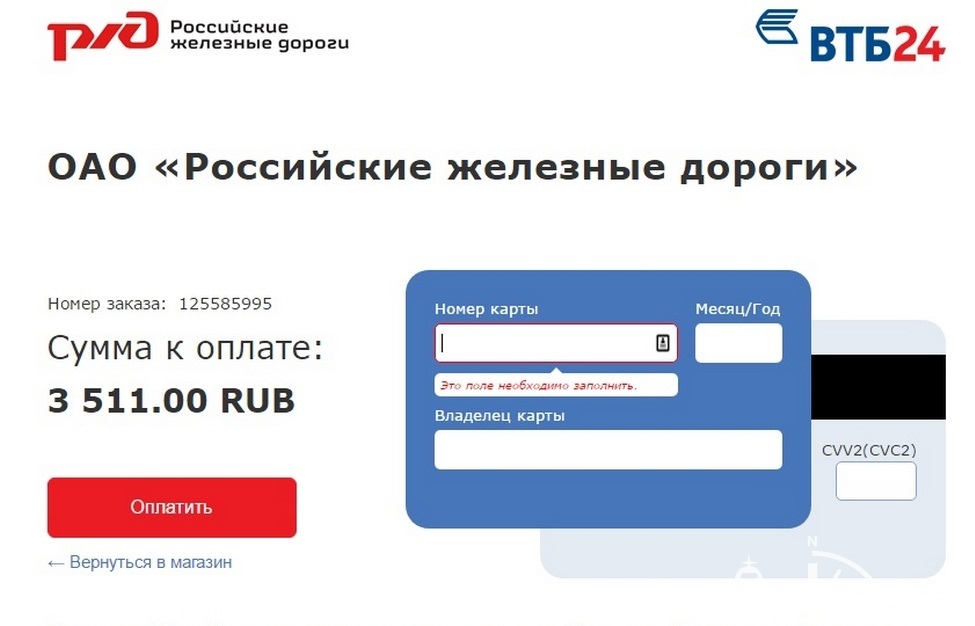 Российские
железные дороги
ВТБ24
ОАО «Российские железные дороги»
Номер заказа: 125585995
Сумма к оплате:
3 511.00 RUB
Оплатить
← Вернуться в магазин
Номер карты
Месяц/Год
Это поле необходимо заполнить.
Владелец карты
CVV2(CVC2)
N